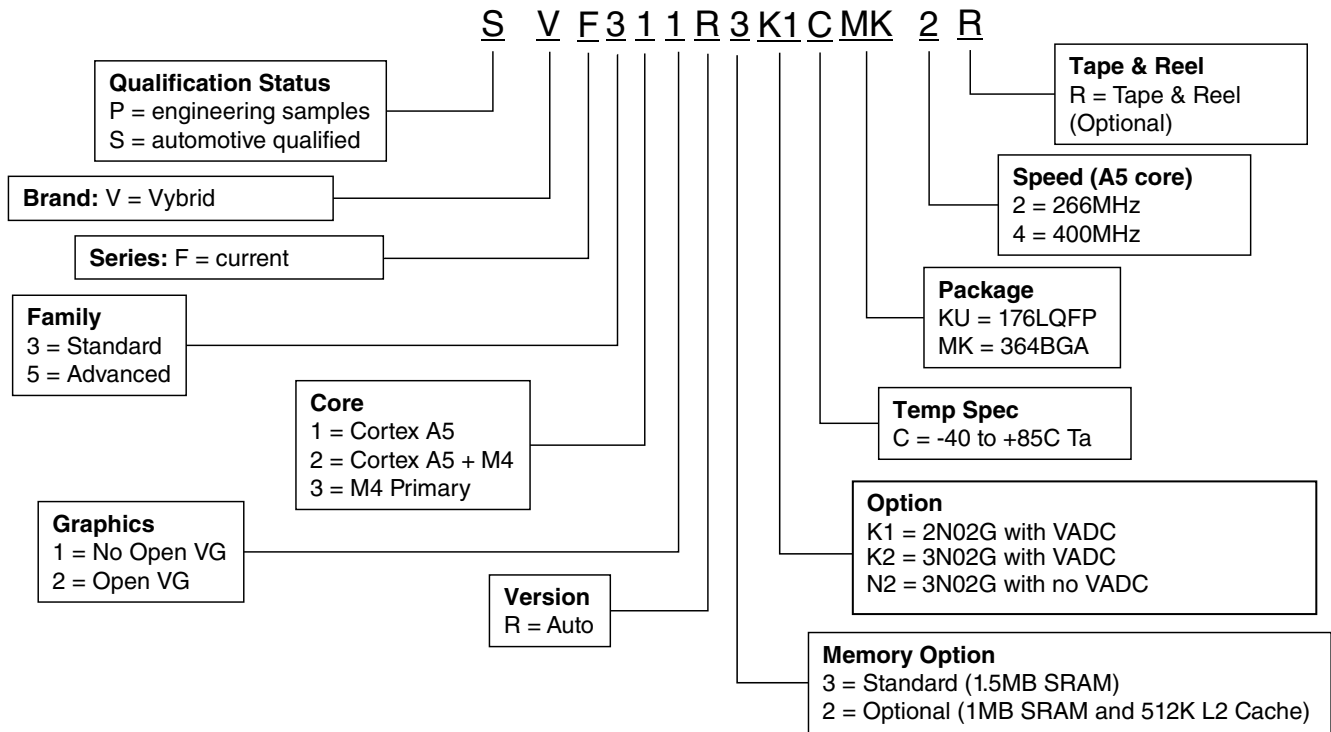 S V F 3 1 1 R 3 K1 C MK 2 R
Qualification Status
P = engineering samples
S = automotive qualified
Tape & Reel
R = Tape & Reel
(Optional)
Brand: V = Vybrid
Speed (A5 core)
2 = 266MHz
4 = 400MHz
Series: F = current
Package
KU = 176LQFP
MK = 364BGA
Family
3 = Standard
5 = Advanced
Core
1 = Cortex A5
2 = Cortex A5 + M4
3 = M4 Primary
Temp Spec
C = -40 to +85C Ta
Graphics
1 = No Open VG
2 = Open VG
Option
K1 = 2N02G with VADC
K2 = 3N02G with VADC
N2 = 3N02G with no VADC
Version
R = Auto
Memory Option
3 = Standard (1.5MB SRAM)
2 = Optional (1MB SRAM and 512K L2 Cache)